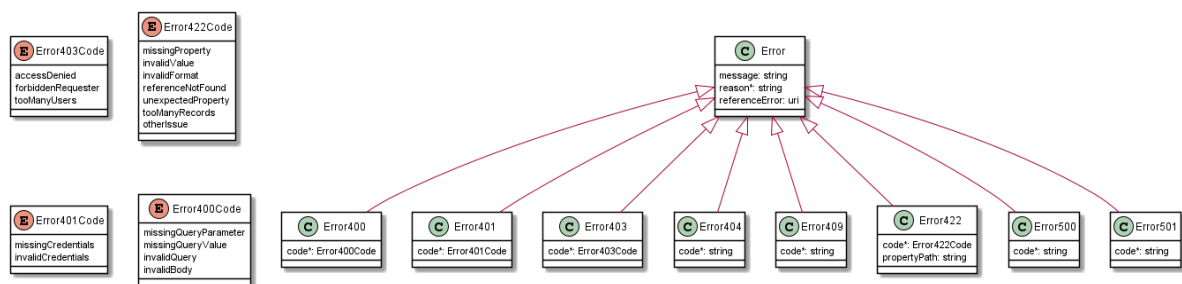 E Error403Code
accessDenied
forbiddenRequester
tooManyUsers
E Error422Code
missingProperty
invalidValue
invalidFormat
referenceNotFound
unexpectedProperty
tooManyRecords
otherIssue
C Error
message: string
reason*: string
referenceError: uri
E Error401Code
missingCredentials
invalidCredentials
E Error400Code
missingQueryParameter
missingQueryValue
invalidQuery
invalidBody
C Error400
code*: Error400Code
C Error401
code*: Error401Code
C Error403
code*: Error403Code
C Error404
code*: string
C Error409
code*: string
C Error422
code*: Error422Code
propertyPath: string
C Error500
code*: string
C Error501
code*: string